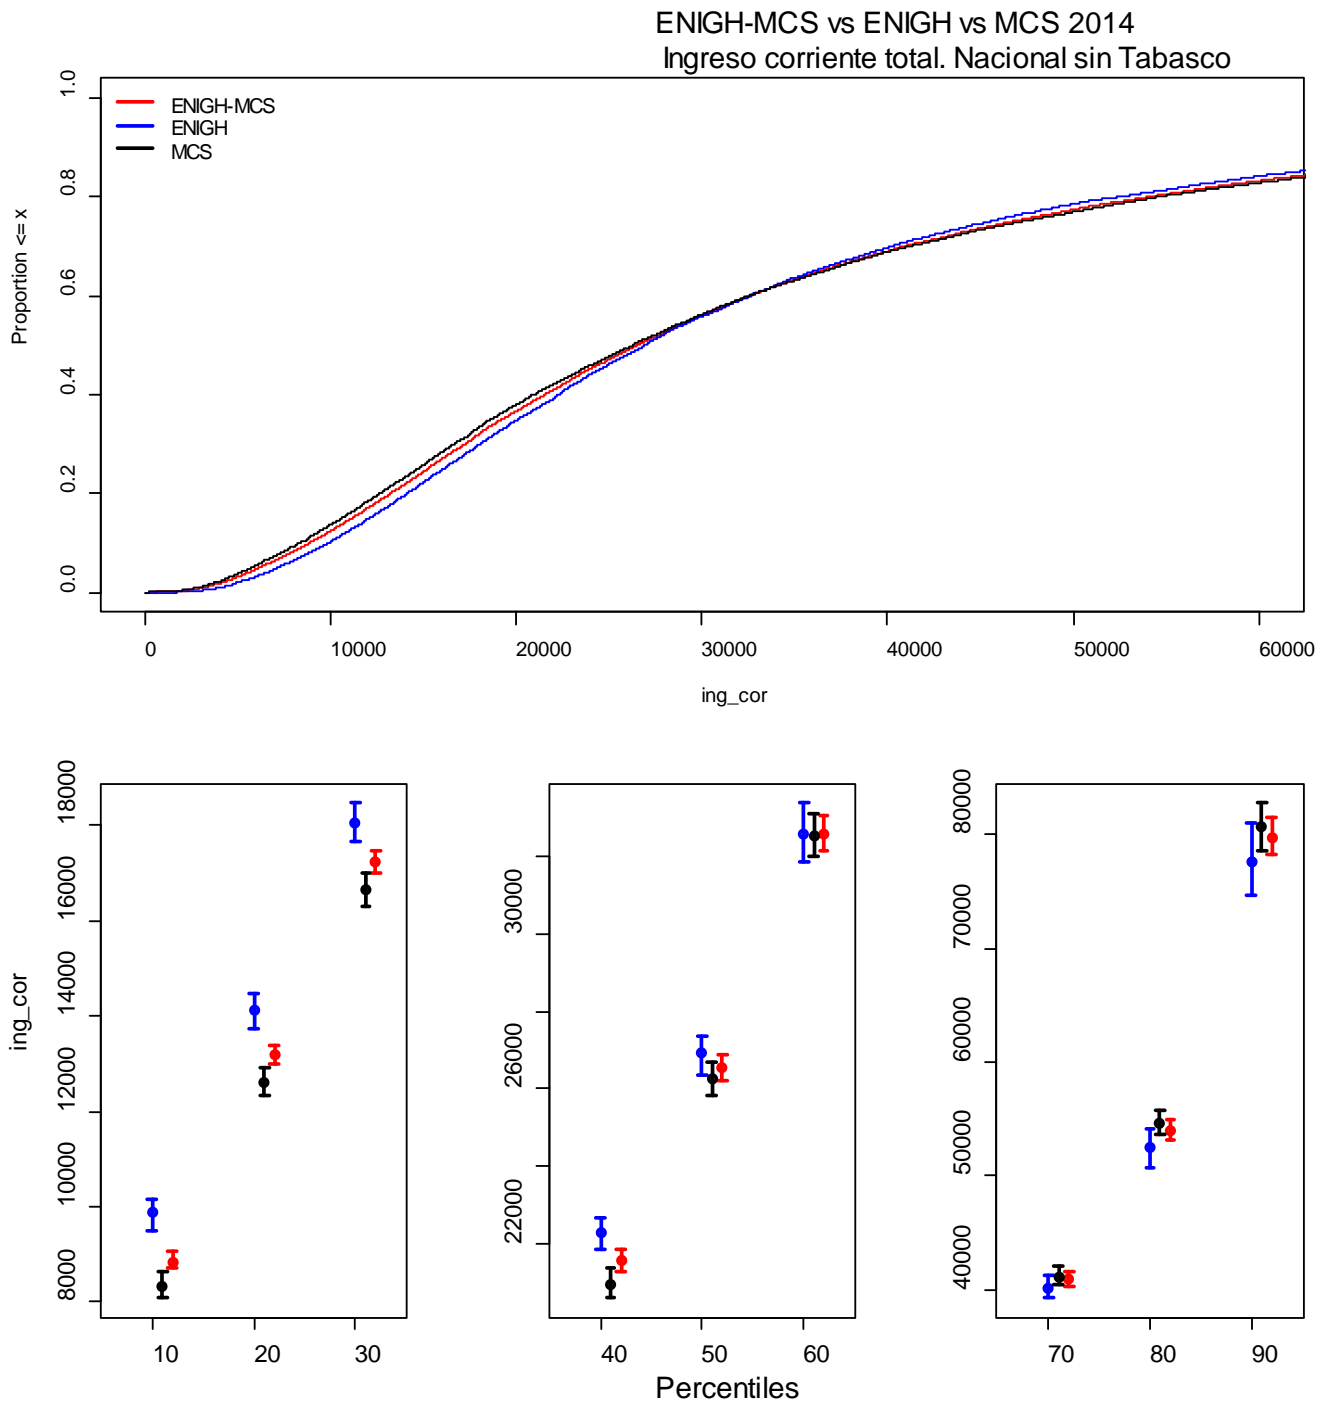 ENIGH-MCS vs ENIGH vs MCS 2014
Ingreso corriente total. Nacional sin Tabasco
ENIGH-MCS
ENIGH
MCS
Proportion <= x
1.0
0.8
0.6
0.4
0.2
0.0
0 10000 20000 30000 40000 50000 60000
ing_cor
ing_cor
18000
16000
14000
12000
10000
8000
10 20 30
30000
26000
22000
40 50 60
80000
70000
60000
50000
40000
70 80 90
Percentiles